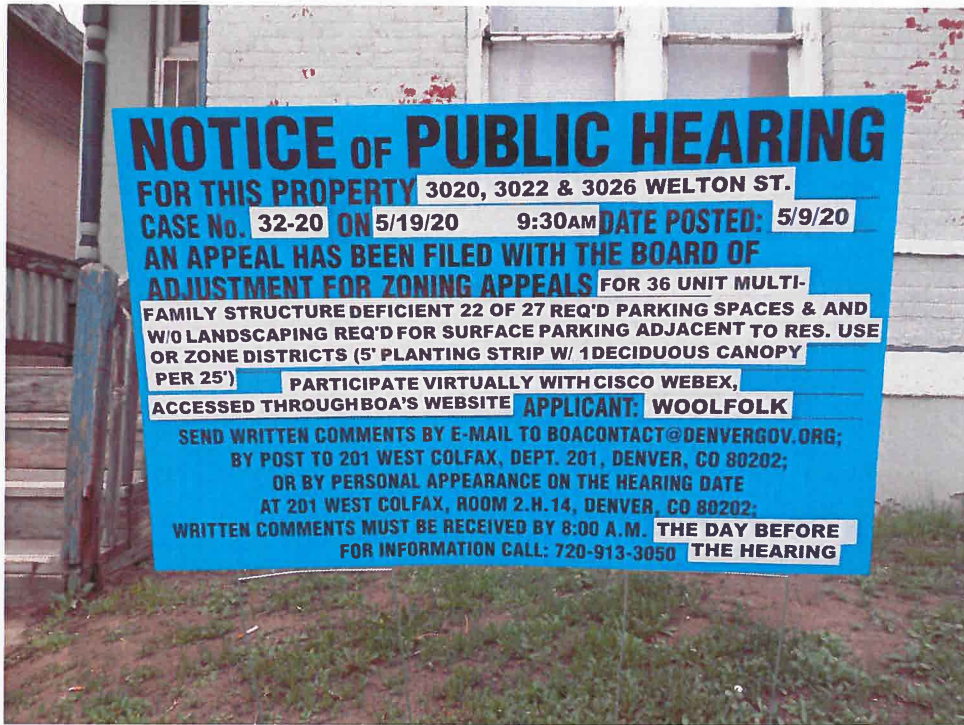 NOTICE OF PUBLIC HEARING
FOR THIS PROPERTY 3020, 3022 & 3026 WELTON ST.
CASE No. 32-20 ON 5/19/20 9:30AM DATE POSTED: 5/9/20
AN APPEAL HAS BEEN FILED WITH THE BOARD OF
ADJUSTMENT FOR ZONING APPEALS FOR 36 UNIT MULTI-
FAMILY STRUCTURE DEFICIENT 22 OF 27 REQ'D PARKING SPACES & AND
W/O LANDSCAPING REQ'D FOR SURFACE PARKING ADJACENT TO RES. USE
OR ZONE DISTRICTS (5' PLANTING STRIP W/ 1 DECIDUOUS CANOPY
PER 25') PARTICIPATE VIRTUALLY WITH CISCO WEBEX,
ACCESSED THROUGH BOA'S WEBSITE APPLICANT: WOOLFOLK
SEND WRITTEN COMMENTS BY E-MAIL TO BOACONTACT@DENVERGOV.ORG;
BY POST TO 201 WEST COLFAX, DEPT. 201, DENVER, CO 80202;
OR BY PERSONAL APPEARANCE ON THE HEARING DATE
AT 201 WEST COLFAX, ROOM 2.H.14, DENVER, CO 80202;
WRITTEN COMMENTS MUST BE RECEIVED BY 8:00 A.M. THE DAY BEFORE
FOR INFORMATION CALL: 720-913-3050 THE HEARING